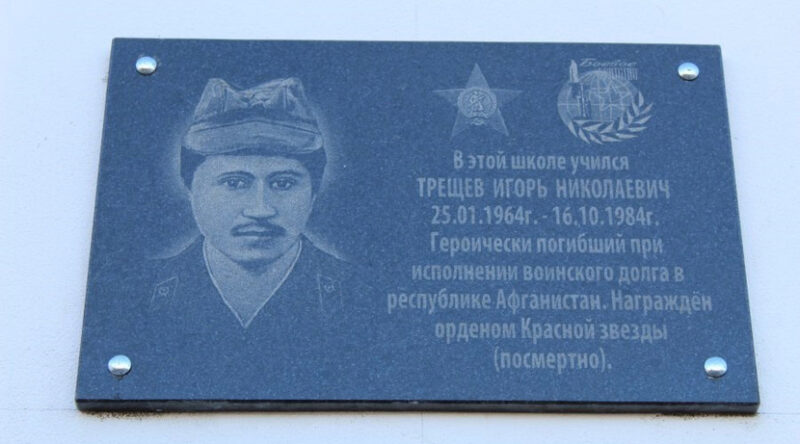 Боевое
В этой школе учился
ТРЕЩЕВ ИГОРЬ НИКОЛАЕВИЧ
25.01.1964г. - 16.10.1984г.
Героически погибший при
исполнении воинского долга в
республике Афганистан. Награждён
орденом Красной звезды
(посмертно).